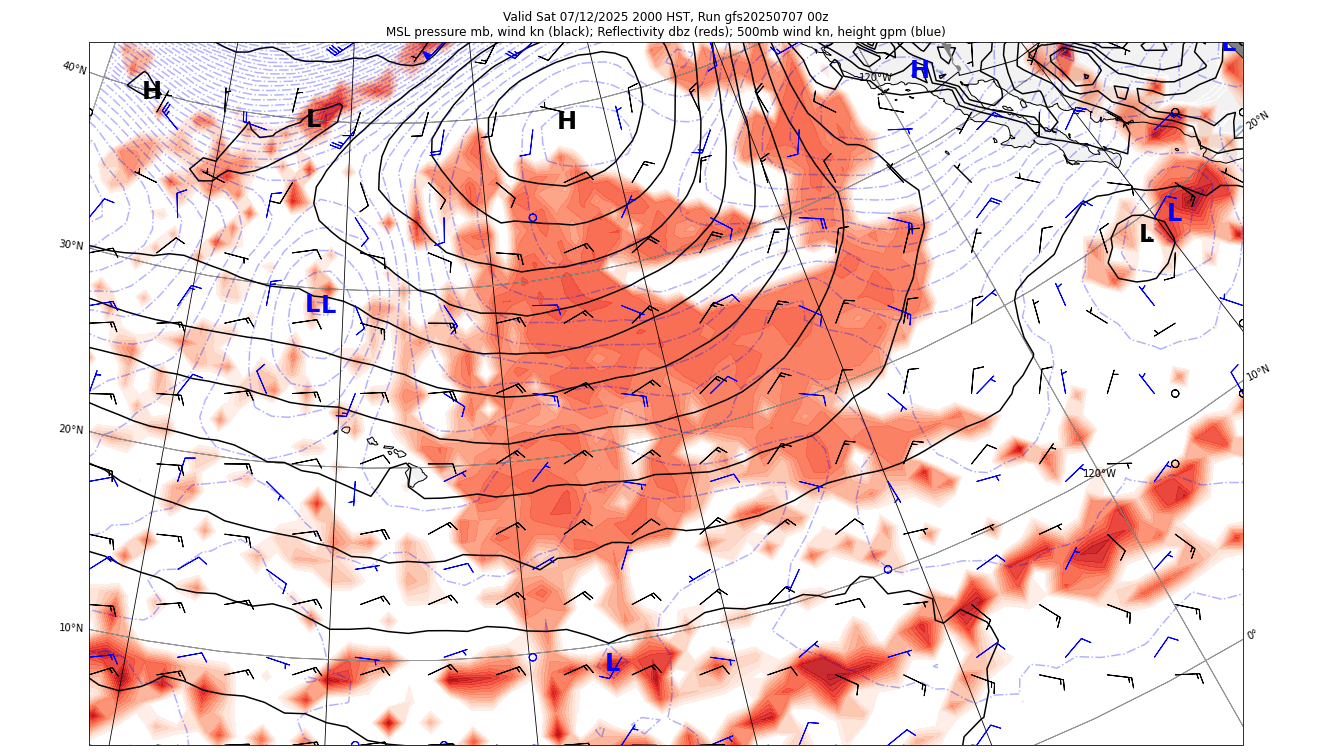 Valid Sat 07/12/2025 2000 HST, Run gfs20250707 00z
MSL pressure mb, wind kn (black); Reflectivity dbz (reds); 500mb wind kn, height gpm (blue)
40°N
H
L
H
120°W
H
L
20°N
30°N
L
L
LL
10°N
20°N
120°W
10°N
L
0°